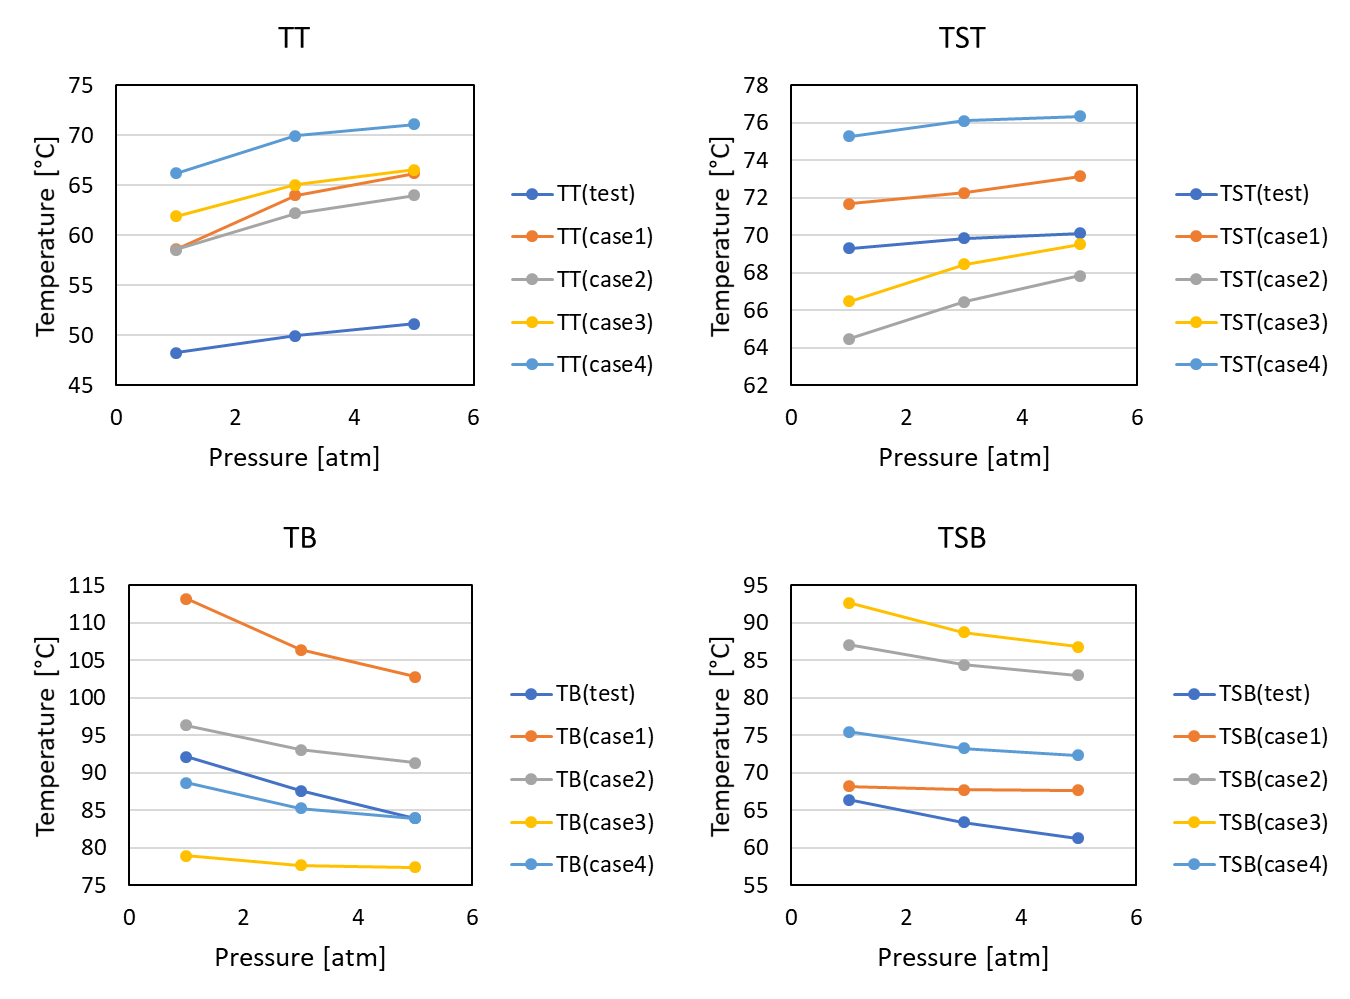 TT
75
70
65
60
55
50
45
0 2 4 6
Temperature [°C]
Pressure [atm]
TT(test)
TT(case1)
TT(case2)
TT(case3)
TT(case4)
TST
78
76
74
72
70
68
66
64
62
0 2 4 6
Temperature [°C]
Pressure [atm]
TST(test)
TST(case1)
TST(case2)
TST(case3)
TST(case4)
TB
115
110
105
100
95
90
85
80
75
0 2 4 6
Temperature [°C]
Pressure [atm]
TB(test)
TB(case1)
TB(case2)
TB(case3)
TB(case4)
TSB
95
90
85
80
75
70
65
60
55
0 2 4 6
Temperature [°C]
Pressure [atm]
TSB(test)
TSB(case1)
TSB(case2)
TSB(case3)
TSB(case4)